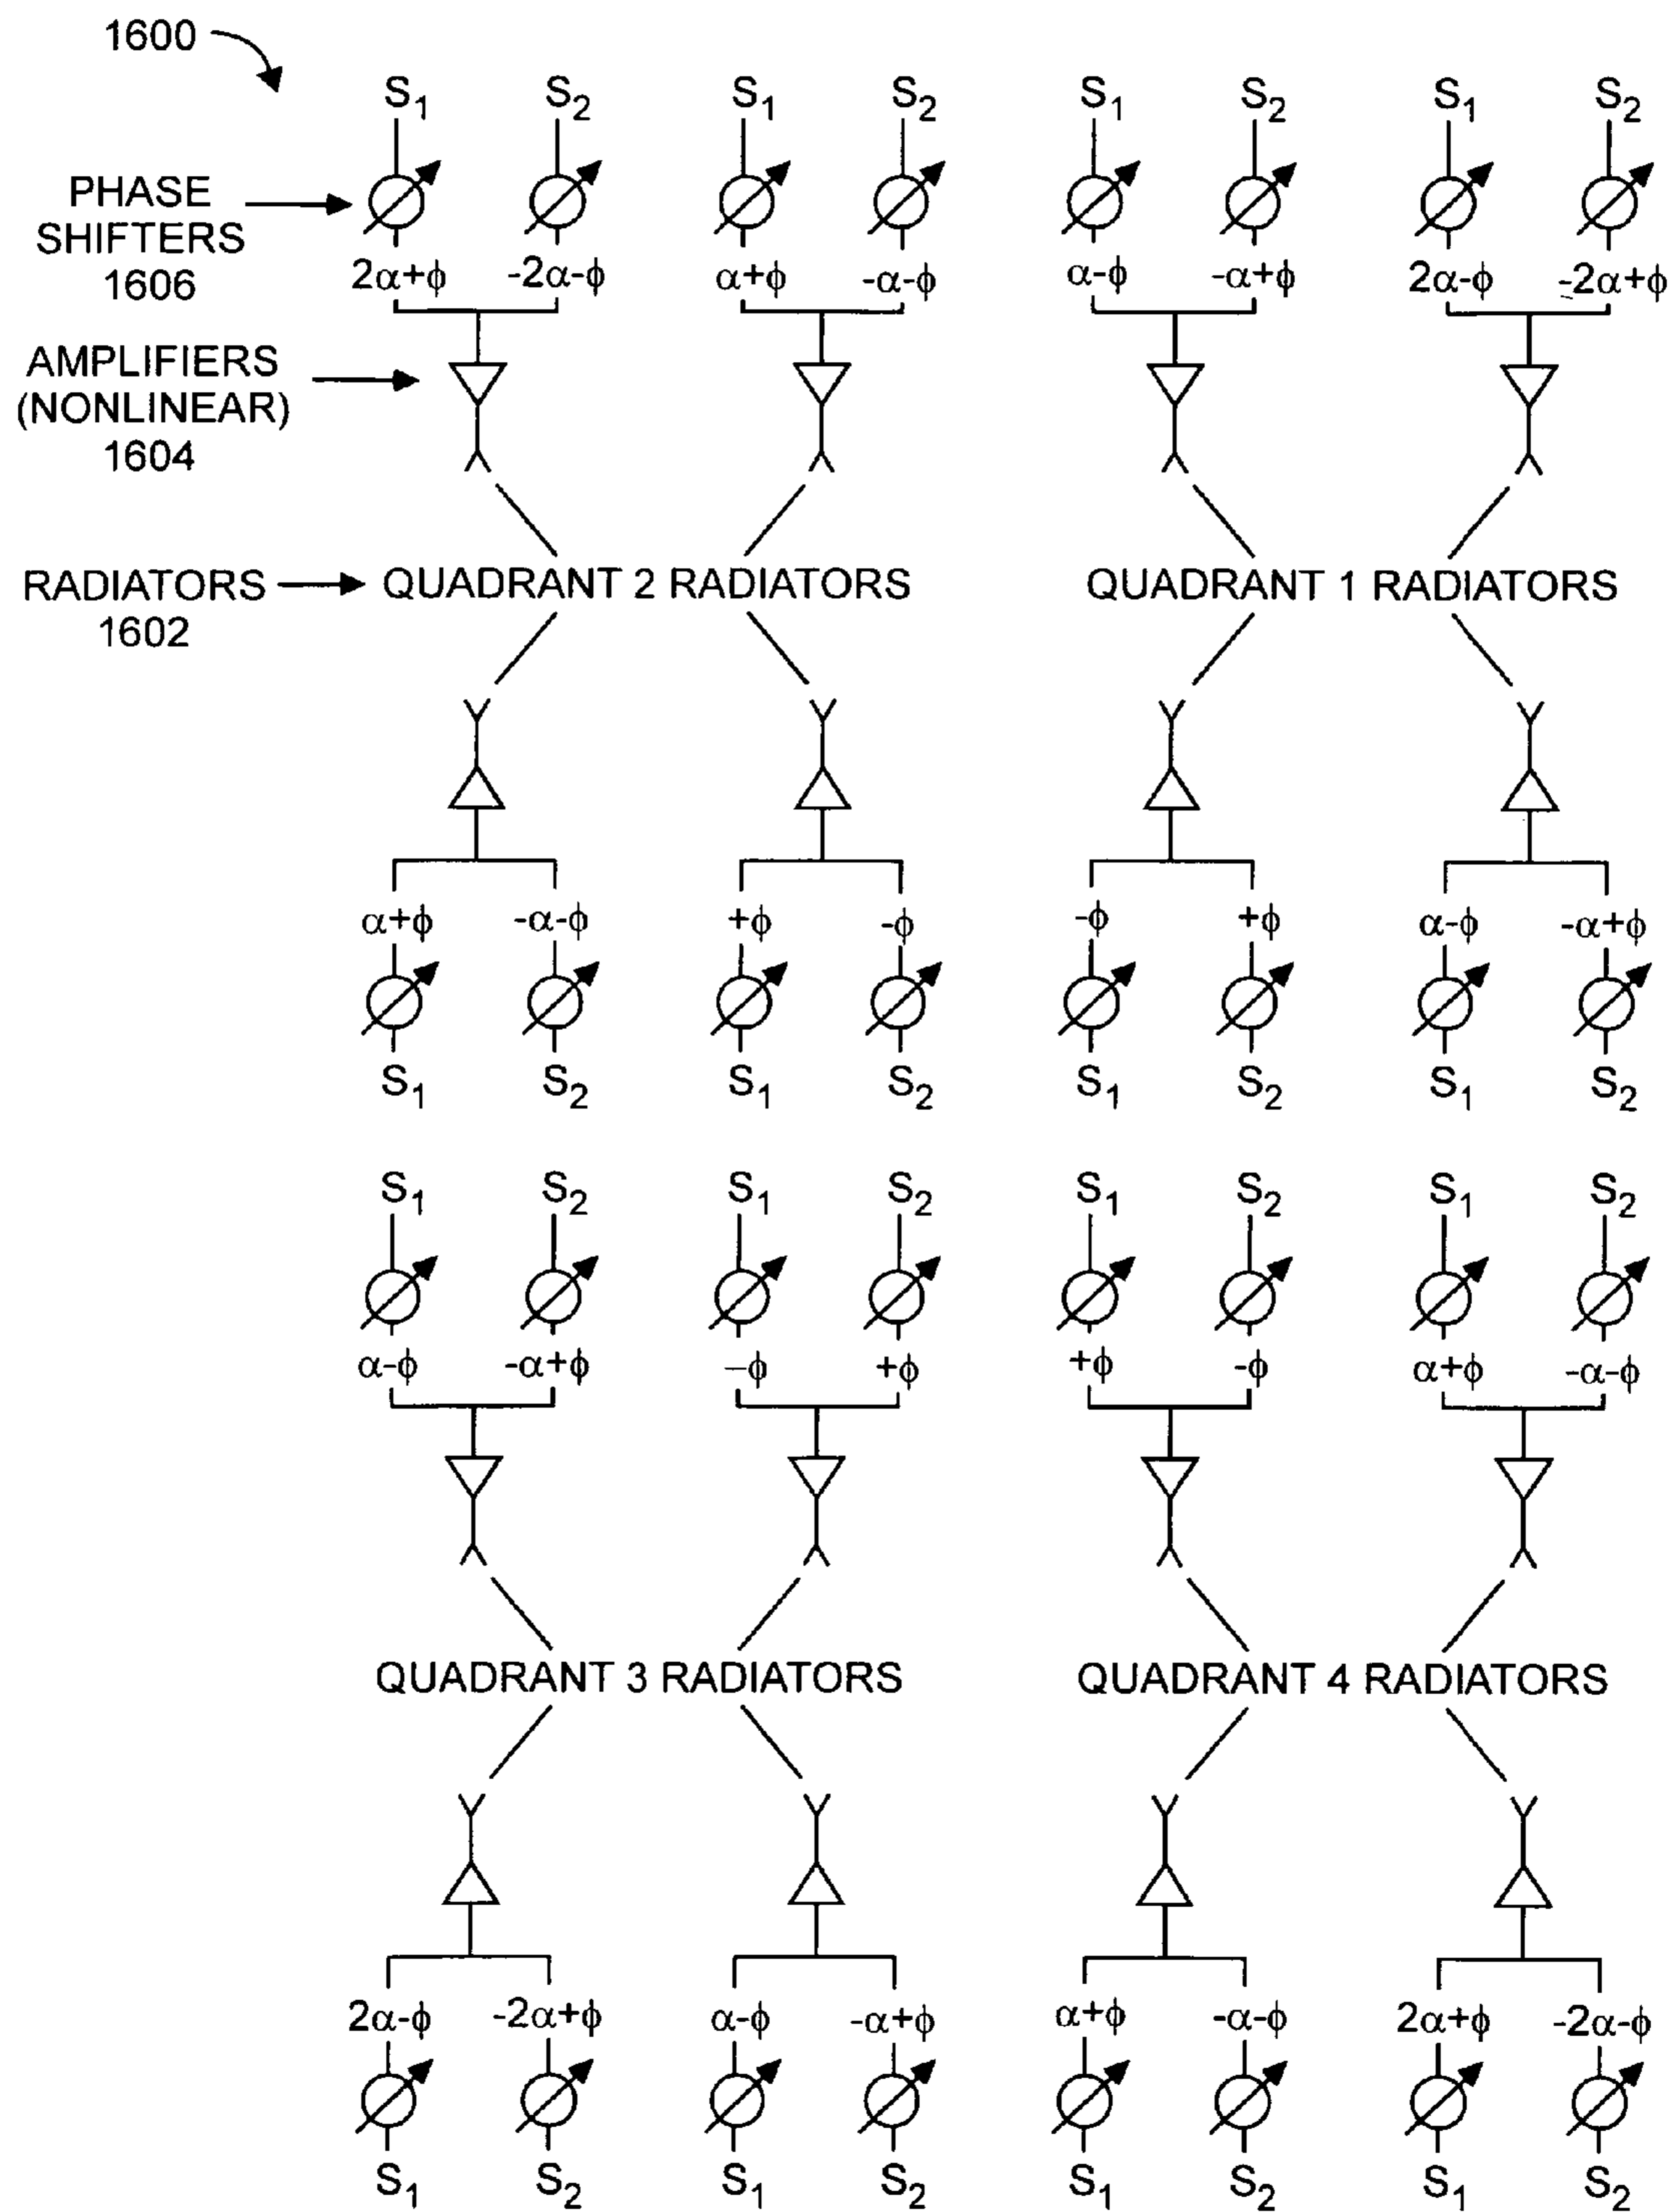 1600
S1 S2 S1 S2 S1 S2 S1 S2
PHASE
SHIFTERS
1606
2α+ϕ -2α-ϕ α+ϕ -α-ϕ α-ϕ -α+ϕ 2α-ϕ -2α+ϕ
AMPLIFIERS
(NONLINEAR)
1604
RADIATORS
1602
QUADRANT 2 RADIATORS QUADRANT 1 RADIATORS
α+ϕ -α-ϕ +ϕ -ϕ -ϕ +ϕ α-ϕ -α+ϕ
S1 S2 S1 S2 S1 S2 S1 S2
S1 S2 S1 S2 S1 S2 S1 S2
α-ϕ -α+ϕ –ϕ +ϕ +ϕ -ϕ α+ϕ -α-ϕ
QUADRANT 3 RADIATORS QUADRANT 4 RADIATORS
2α-ϕ -2α+ϕ α-ϕ -α+ϕ α+ϕ -α-ϕ 2α+ϕ -2α-ϕ
S1 S2 S1 S2 S1 S2 S1 S2